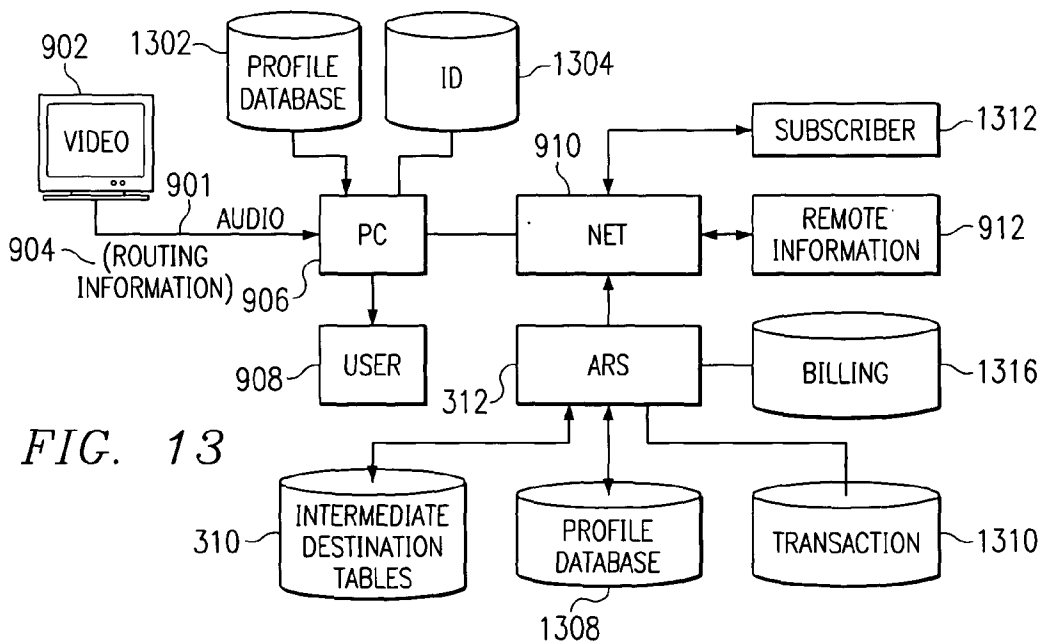 1302
902
PROFILE
DATABASE
ID
1304
VIDEO
910
SUBSCRIBER
1312
901
AUDIO
PC
NET
REMOTE
INFORMATION
912
904
(ROUTING
INFORMATION)
906
USER
ARS
BILLING
908
312
1316
FIG. 13
310
INTERMEDIATE
DESTINATION
TABLES
PROFILE
DATABASE
TRANSACTION
1310
1308